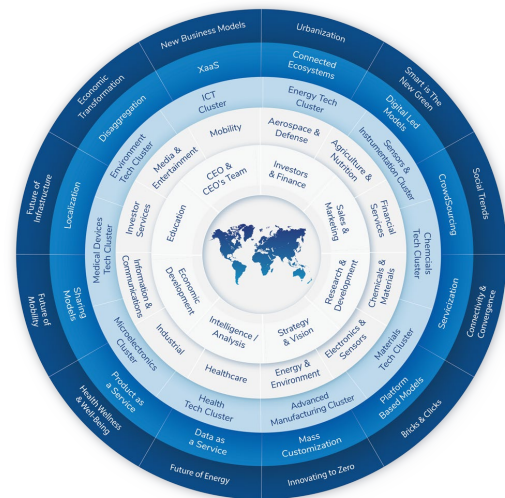 New Business Models
Urbanization
Smart is The
New Green
Social Trends
Connectivity &
Convergence
Bricks & Clicks
Innovating to Zero
Future of Energy
Health Wellness
& Well-Being
Future of
Mobility
Future of
Infrastructure
Economic
Transformation
XaaS
Connected
Ecosystems
Digital Led
Models
CrowdSourcing
Servicization
Platform
Based Models
Mass
Customization
Data as
a Service
Product as
a Service
Sharing
Models
Localization
Disaggregation
ICT
Cluster
Energy Tech
Cluster
Sensors &
Instrumentation Cluster
Chemcials
Tech Cluster
Materials
Tech Cluster
Advanced
Manufacturing Cluster
Health
Tech Cluster
Microelectronics
Cluster
Medical Devices
Tech Cluster
Environment
Tech Cluster
Mobility
Aerospace &
Defense
Agriculture &
Nutrition
Financial
Services
Chemicals &
Materials
Electronics &
Sensors
Energy &
Environment
Healthcare
Industrial
Information &
Communications
Investor
Services
Media &
Entertainment
CEO &
CEO's Team
Investors
& Finance
Sales &
Marketing
Research &
Development
Strategy
& Vision
Intelligence /
Analysis
Economic
Development
Education